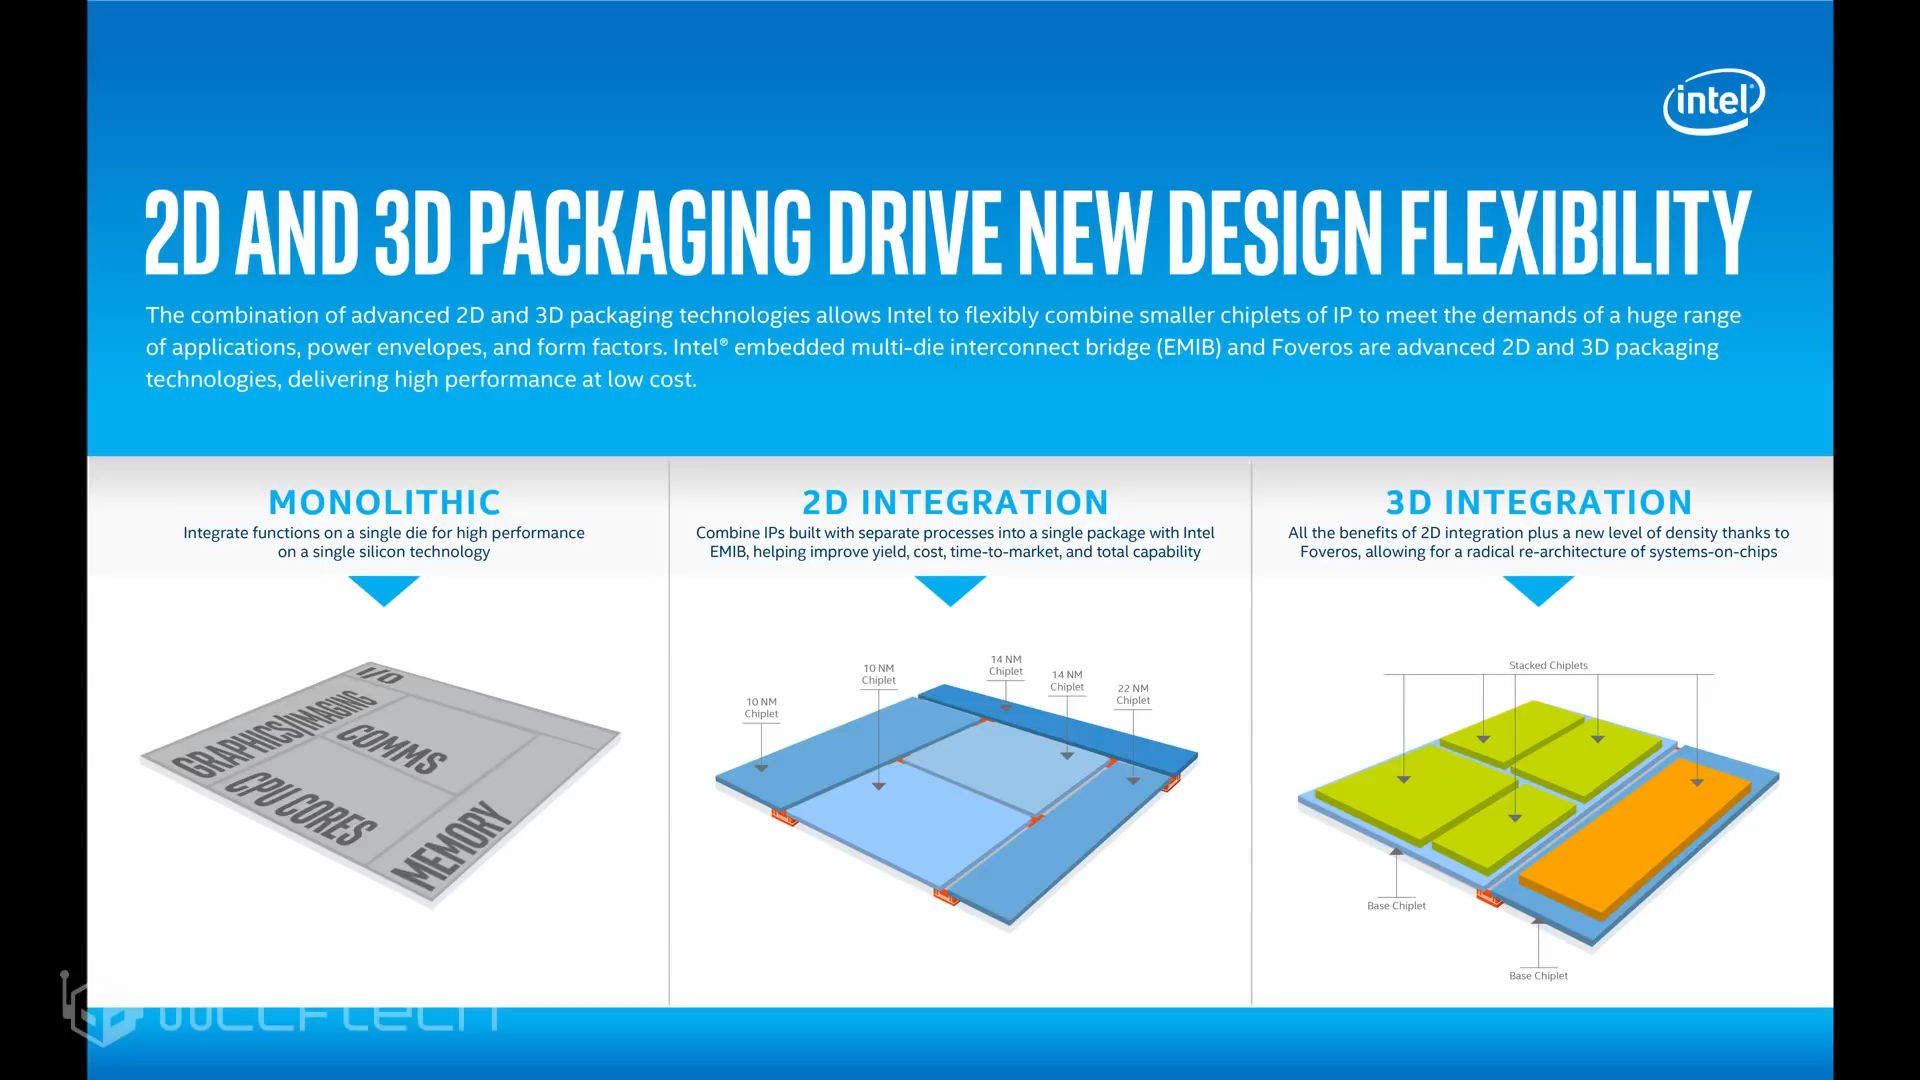 intel
2D AND 3D PACKAGING DRIVE NEW DESIGN FLEXIBILITY
The combination of advanced 2D and 3D packaging technologies allows Intel to flexibly combine smaller chiplets of IP to meet the demands of a huge range
of applications, power envelopes, and form factors. Intel® embedded multi-die interconnect bridge (EMIB) and Foveros are advanced 2D and 3D packaging
technologies, delivering high performance at low cost.
MONOLITHIC
Integrate functions on a single die for high performance
on a single silicon technology
I/O
GRAPHICS/IMAGING
COMMS
CPU CORES
MEMORY
2D INTEGRATION
Combine IPs built with separate processes into a single package with Intel
EMIB, helping improve yield, cost, time-to-market, and total capability
10 NM
Chiplet
10 NM
Chiplet
14 NM
Chiplet
14 NM
Chiplet
22 NM
Chiplet
3D INTEGRATION
All the benefits of 2D integration plus a new level of density thanks to
Foveros, allowing for a radical re-architecture of systems-on-chips
Stacked Chiplets
Base Chiplet
Base Chiplet
wccftech